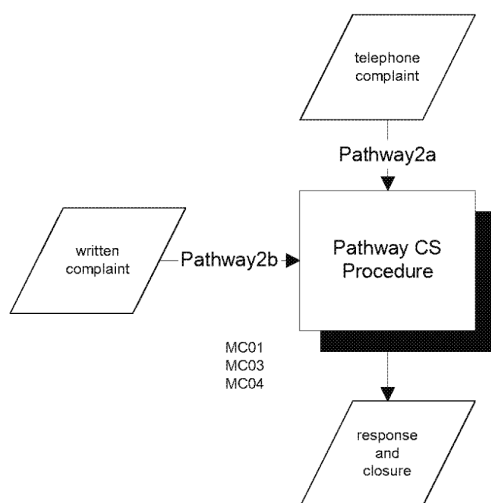 telephone
complaint
Pathway2a
written
complaint
Pathway2b
Pathway CS
Procedure
MC01
MC03
MC04
response
and
closure